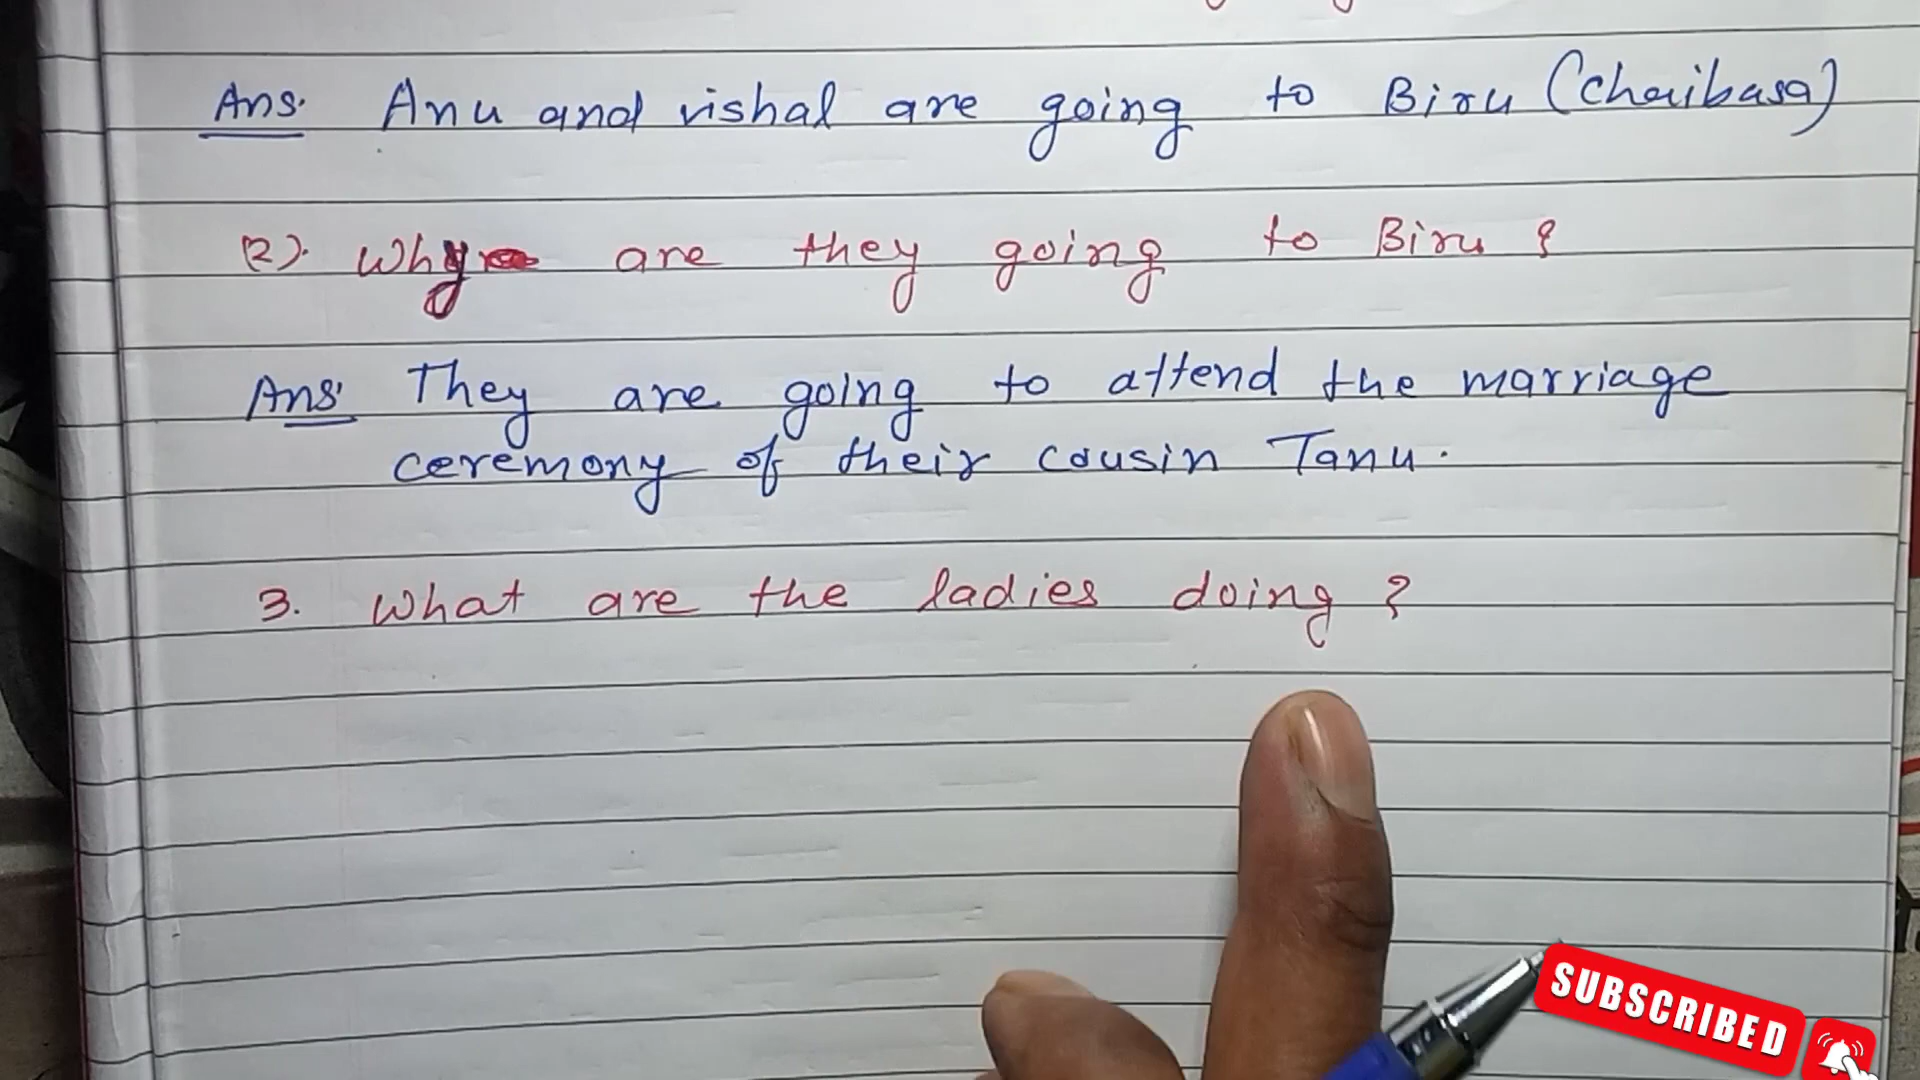 Ans. Anu and vishal are going to Biru (Chaibasa)
(2). Why are they going to Biru ?
Ans. They are going to attend the marriage
ceremony of their cousin Tanu.
3. What are the ladies doing ?
SUBSCRIBED